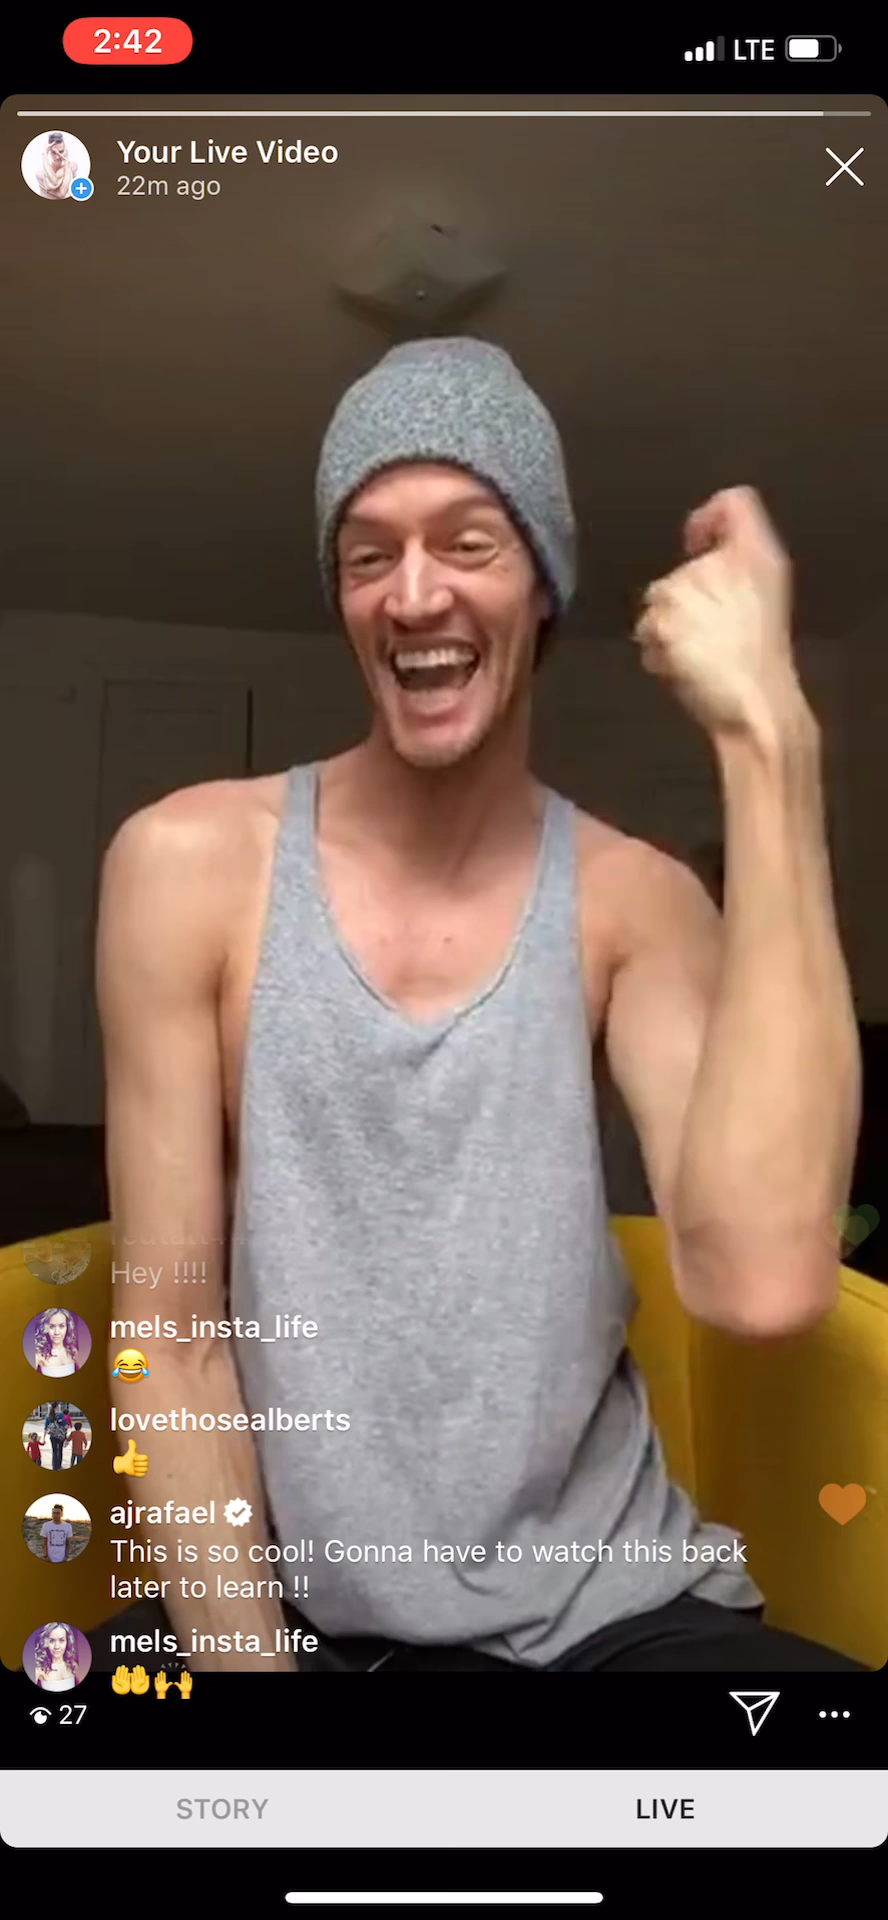 2:42
LTE
Your Live Video
22m ago
Hey !!!!
mels_insta_life
😂
lovethosealberts
👍
ajrafael
This is so cool! Gonna have to watch this back
later to learn !!
mels_insta_life
🤲🙌
27
STORY
LIVE